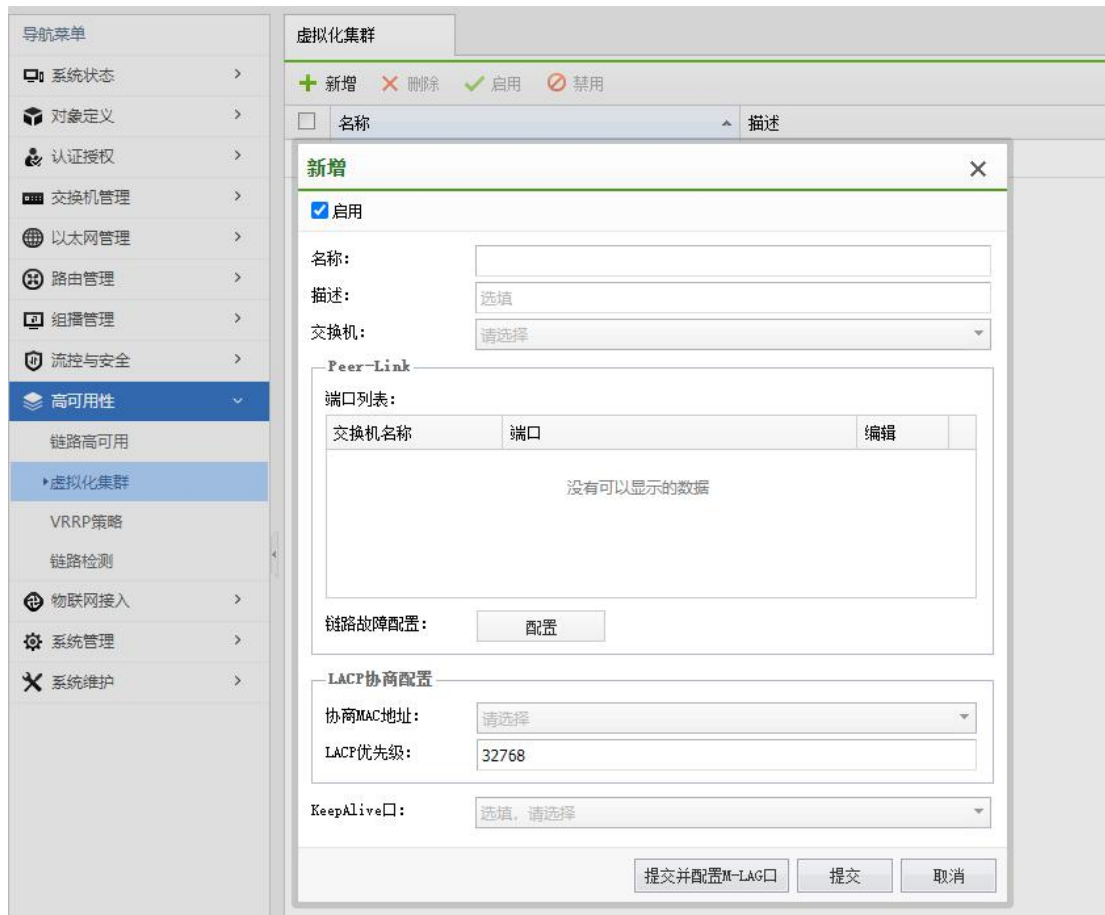 导航菜单
系统状态
对象定义
认证授权
交换机管理
以太网管理
路由管理
组播管理
流控与安全
高可用性
链路高可用
虚拟化集群
VRRP策略
链路检测
物联网接入
系统管理
系统维护
虚拟化集群
新增 删除 启用 禁用
名称 描述
新增
启用
名称:
描述: 选填
交换机: 请选择
Peer-Link
端口列表:
交换机名称 端口 编辑
没有可以显示的数据
链路故障配置: 配置
LACP协商配置
协商MAC地址: 请选择
LACP优先级: 32768
KeepAlive口: 选填，请选择
提交并配置M-LAG口 提交 取消